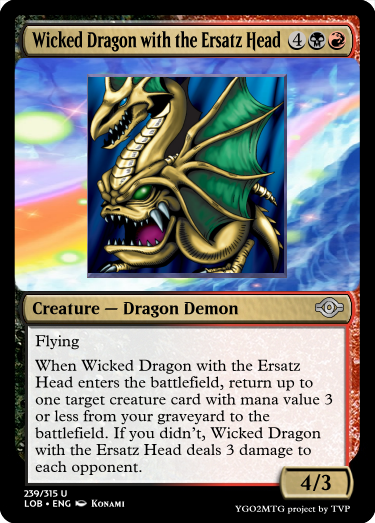 Wicked Dragon with the Ersatz Head 4
Creature — Dragon Demon
Flying
When Wicked Dragon with the Ersatz
Head enters the battlefield, return up to
one target creature card with mana value 3
or less from your graveyard to the
battlefield. If you didn't, Wicked Dragon
with the Ersatz Head deals 3 damage to
each opponent.
4/3
239/315 U
LOB • ENG Konami
YGO2MTG project by TVP